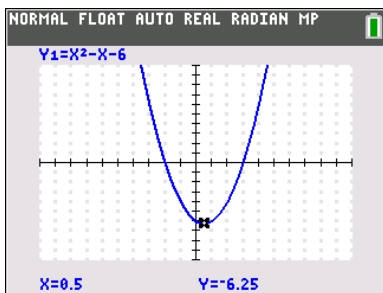 NORMAL FLOAT AUTO REAL RADIAN MP
Y₁=X²-X-6
X=0.5 Y=⁻6.25